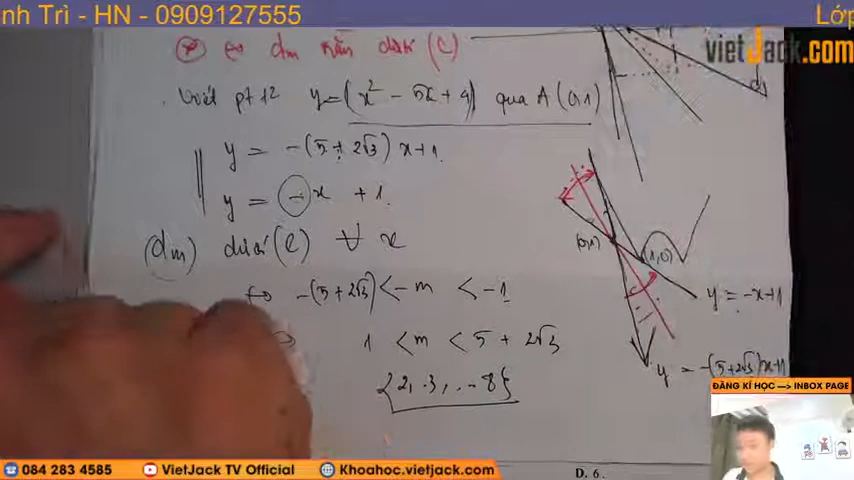 nh Trì - HN - 0909127555
Lớp
vietJack.com
dm nằm dưới (C)
Viết pt t² y = |x² - 5x + 4| qua A (0,1)
y = -(5 + 2√3) x + 1.
y = - x + 1.
(dm) dưới (C) ∀ x
↔ -(5 + 2√3) < -m < -1
1 < m < 5 + 2√3
{2, 3, ... 8}
(0,1)
(1,0)
y = -x+1
y = -(5+2√3)x+1
ĐĂNG KÍ HỌC —> INBOX PAGE
D. 6.
084 283 4585
VietJack TV Official
Khoahoc.vietjack.com